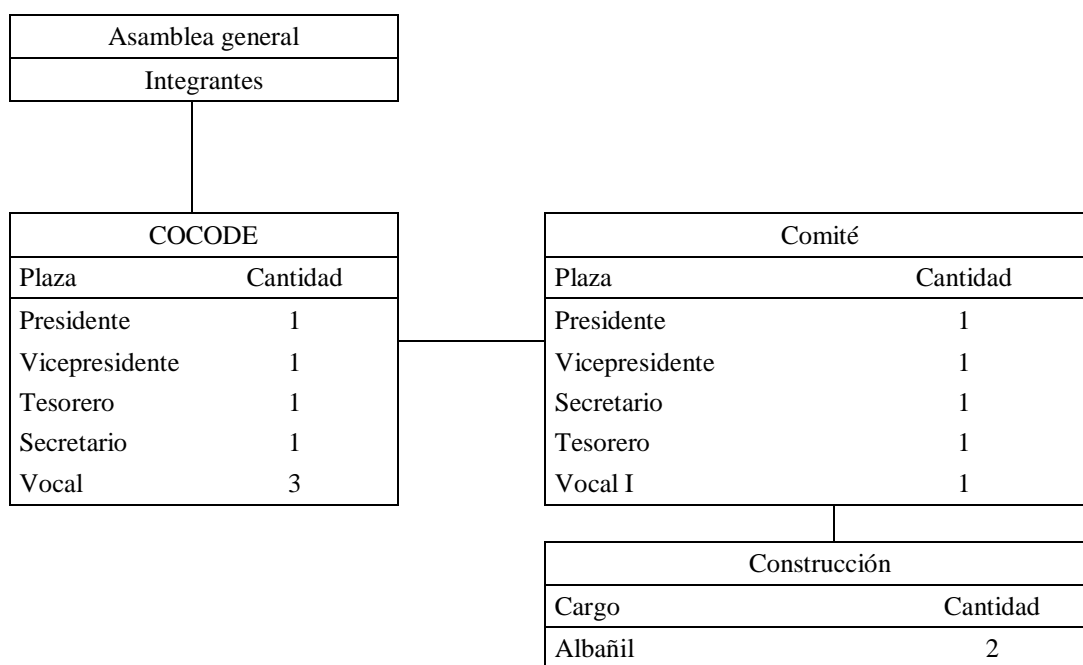 Asamblea general
Integrantes
COCODE
Plaza Cantidad
Presidente 1
Vicepresidente 1
Tesorero 1
Secretario 1
Vocal 3
Comité
Plaza Cantidad
Presidente 1
Vicepresidente 1
Secretario 1
Tesorero 1
Vocal I 1
Construcción
Cargo Cantidad
Albañil 2